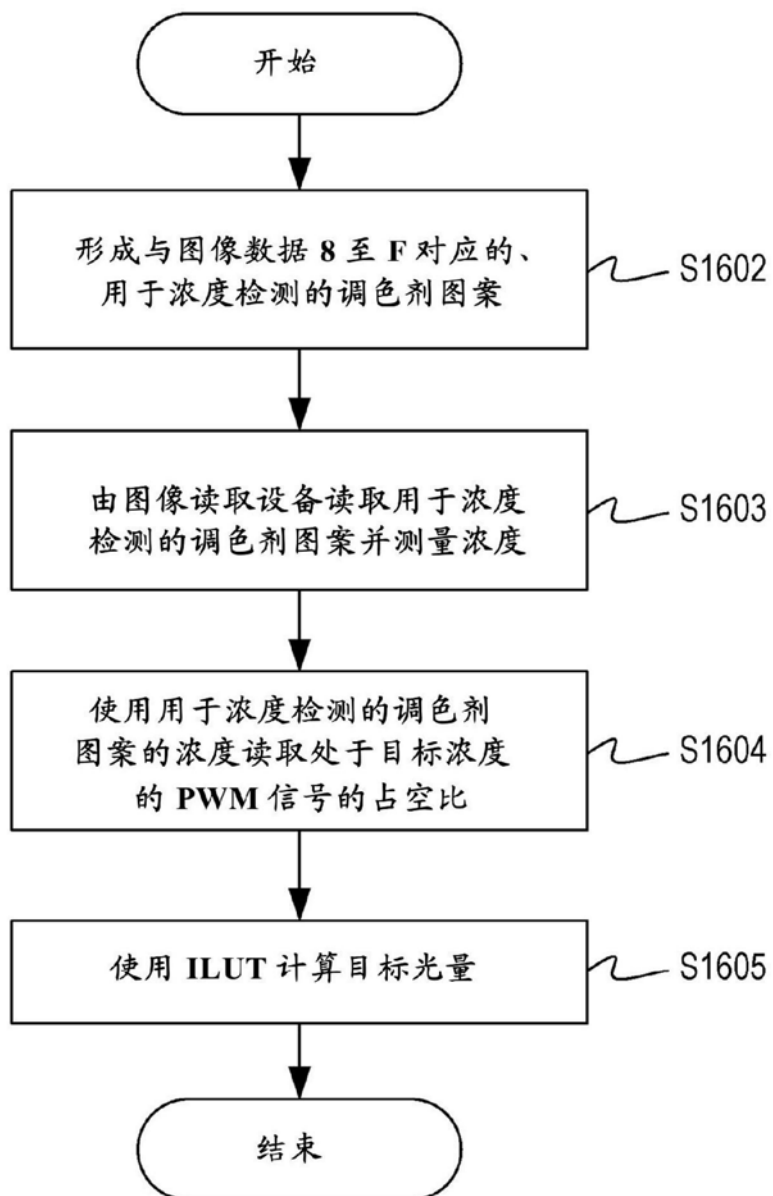 开始
形成与图像数据 8 至 F 对应的、
用于浓度检测的调色剂图案
S1602
由图像读取设备读取用于浓度
检测的调色剂图案并测量浓度
S1603
使用用于浓度检测的调色剂
图案的浓度读取处于目标浓度
的 PWM 信号的占空比
S1604
使用 ILUT 计算目标光量
S1605
结束